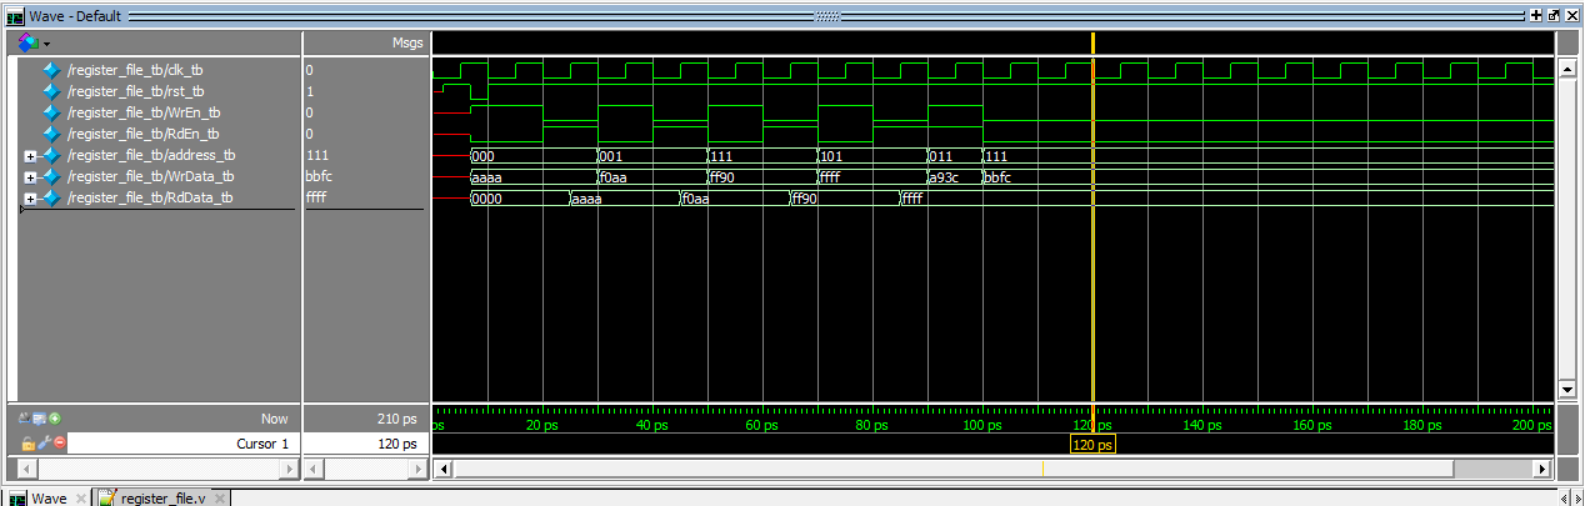 Wave - Default
Msgs
/register_file_tb/clk_tb 0
/register_file_tb/rst_tb 1
/register_file_tb/WrEn_tb 0
/register_file_tb/RdEn_tb 0
/register_file_tb/address_tb 111 000 001 111 101 011 111
/register_file_tb/WrData_tb bbfc aaaa f0aa ff90 ffff a93c bbfc
/register_file_tb/RdData_tb ffff 0000 aaaa f0aa ff90 ffff
Now 210 ps ps 20 ps 40 ps 60 ps 80 ps 100 ps 120 ps 140 ps 160 ps 180 ps 200 ps
Cursor 1 120 ps 120 ps
Wave register_file.v